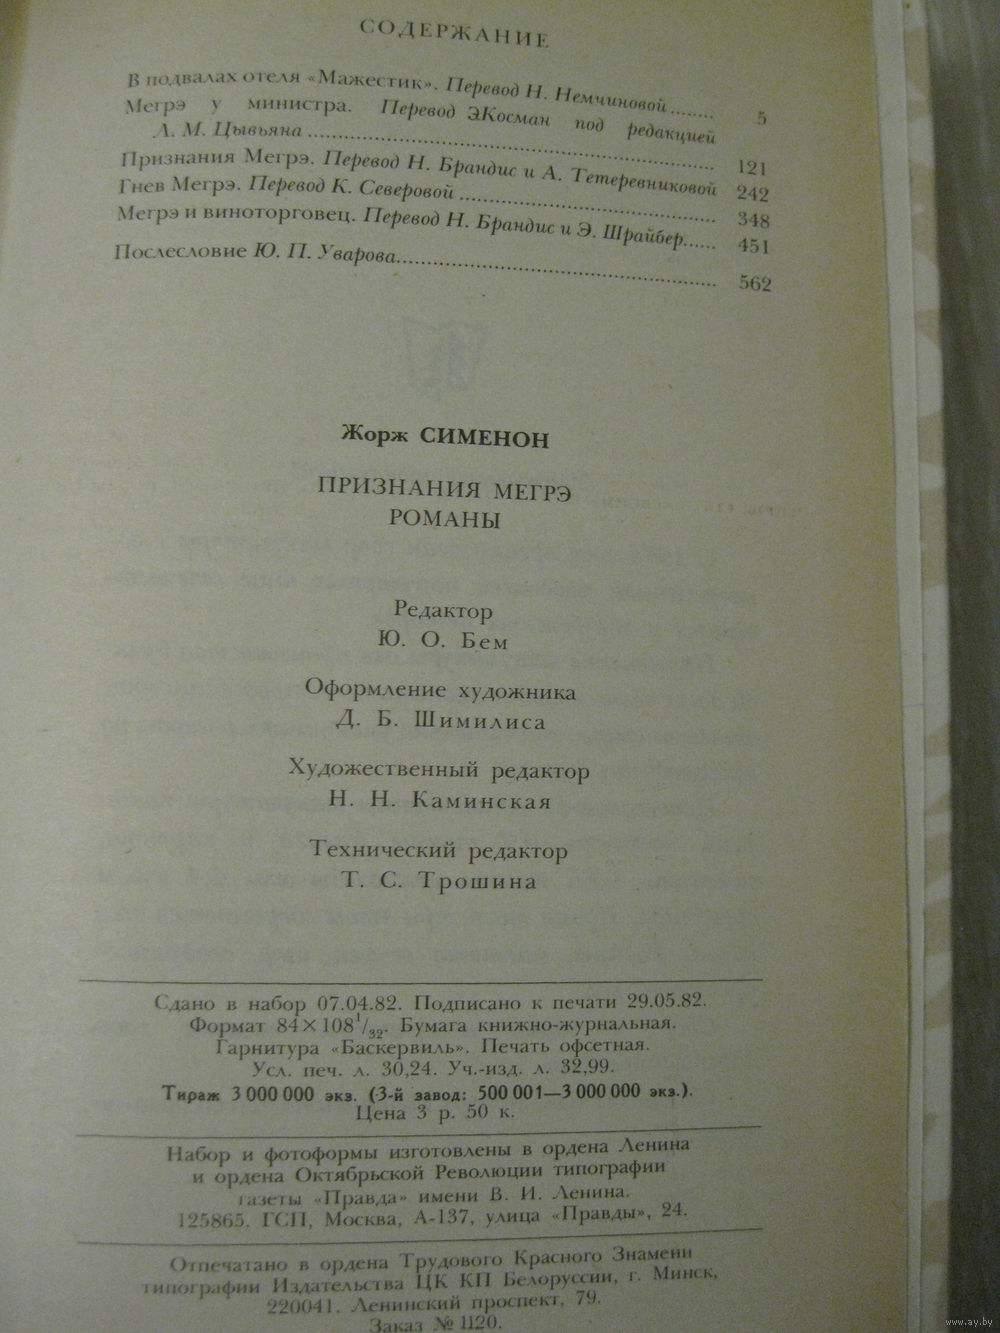 СОДЕРЖАНИЕ
В подвалах отеля «Мажестик». Перевод Н. Немчиновой........ 5
Мегрэ у министра. Перевод ЭКосман под редакцией
Л. М. Цывьяна ........................................................ 121
Признания Мегрэ. Перевод Н. Брандис и А. Тетеревниковой 242
Гнев Мегрэ. Перевод К. Северовой ................................... 348
Мегрэ и виноторговец. Перевод Н. Брандис и Э. Шрайбер...... 451
Послесловие Ю. П. Уварова............................................. 562
Жорж СИМЕНОН
ПРИЗНАНИЯ МЕГРЭ
РОМАНЫ
Редактор
Ю. О. Бем
Оформление художника
Д. Б. Шимилиса
Художественный редактор
Н. Н. Каминская
Технический редактор
Т. С. Трошина
Сдано в набор 07.04.82. Подписано к печати 29.05.82.
Формат 84×108¹/₃₂. Бумага книжно-журнальная.
Гарнитура «Баскервиль». Печать офсетная.
Усл. печ. л. 30,24. Уч.-изд. л. 32,99.
Тираж 3 000 000 экз. (3-й завод: 500 001—3 000 000 экз.).
Цена 3 р. 50 к.
Набор и фотоформы изготовлены в ордена Ленина
и ордена Октябрьской Революции типографии
газеты «Правда» имени В. И. Ленина.
125865. ГСП, Москва, А-137, улица «Правды», 24.
Отпечатано в ордена Трудового Красного Знамени
типографии Издательства ЦК КП Белоруссии, г. Минск,
220041. Ленинский проспект, 79.
Заказ № 1120.
www.ay.by